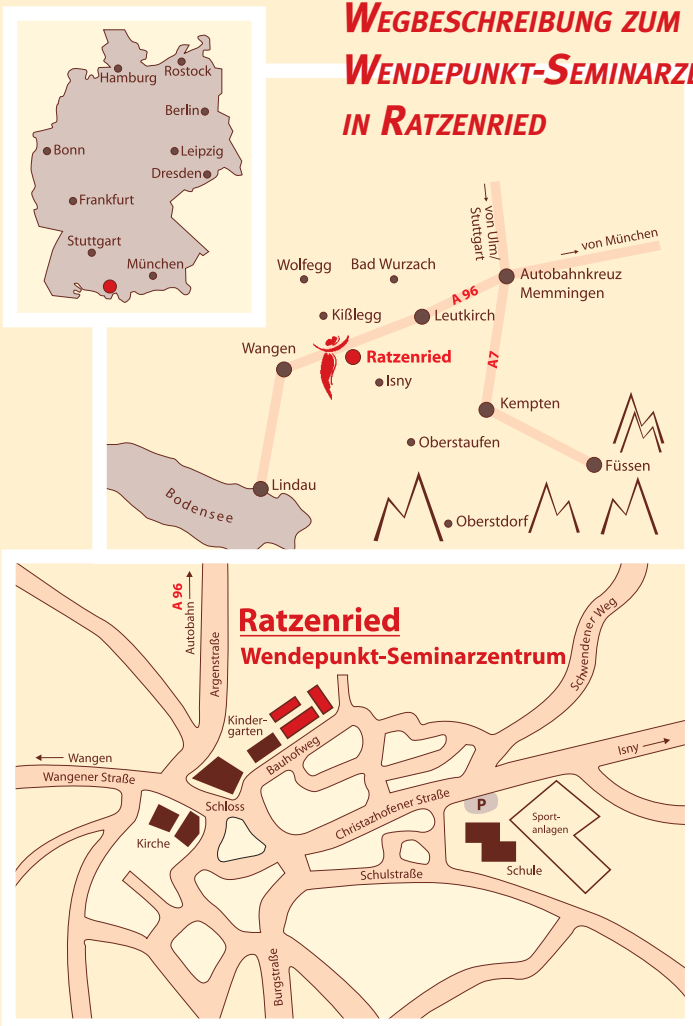 WEGBESCHREIBUNG ZUM
WENDEPUNKT-SEMINARZE
IN RATZENRIED
Hamburg
Rostock
Berlin
Bonn
Leipzig
Dresden
Frankfurt
Stuttgart
München
von Ulm/
Stuttgart
von München
Wolfegg
Bad Wurzach
Autobahnkreuz
Memmingen
A 96
Kißlegg
Leutkirch
Wangen
Ratzenried
A7
Isny
Kempten
Oberstaufen
Füssen
Lindau
Bodensee
Oberstdorf
A 96
Autobahn
Argenstraße
Ratzenried
Wendepunkt-Seminarzentrum
Schwendener Weg
Kinder-
garten
Bauhofweg
Wangen
Wangener Straße
Isny
Schloss
Christazhofener Straße
P
Sport-
anlagen
Kirche
Schulstraße
Schule
Burgstraße